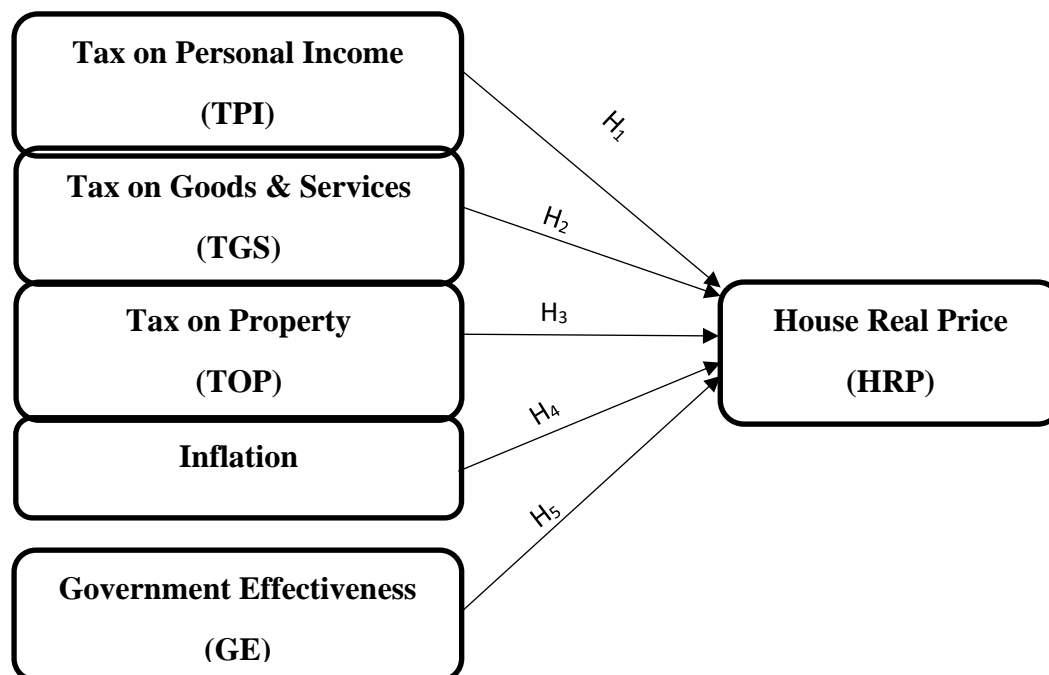 Tax on Personal Income
(TPI)
H₁
Tax on Goods & Services
(TGS)
H₂
Tax on Property
(TOP)
H₃
House Real Price
(HRP)
Inflation
H₄
H₅
Government Effectiveness
(GE)